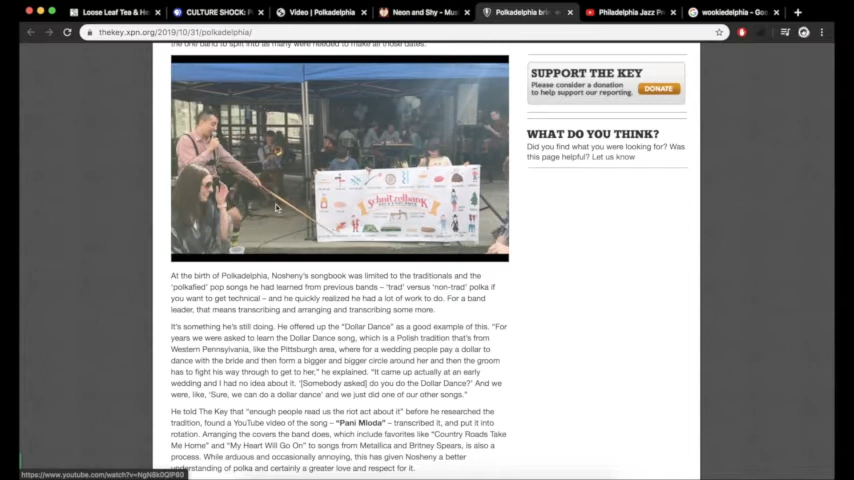 Loose Leaf Tea & He
CULTURE SHOCK: P
Video | Polkadelphia
Neon and Shy - Mus
Polkadelphia bri
Philadelphia Jazz Pr
wookiedelphia - Goo
thekey.xpn.org/2019/10/31/polkadelphia/
the one band to split into as many were needed to make all those dates.
Schnitzelbank
SUPPORT THE KEY
Please consider a donation
to help support our reporting.
DONATE
WHAT DO YOU THINK?
Did you find what you were looking for? Was
this page helpful? Let us know
At the birth of Polkadelphia, Nosheny's songbook was limited to the traditionals and the
'polkafied' pop songs he had learned from previous bands – 'trad' versus 'non-trad' polka if
you want to get technical – and he quickly realized he had a lot of work to do. For a band
leader, that means transcribing and arranging and transcribing some more.
It's something he's still doing. He offered up the "Dollar Dance" as a good example of this. "For
years we were asked to learn the Dollar Dance song, which is a Polish tradition that's from
Western Pennsylvania, like the Pittsburgh area, where for a wedding people pay a dollar to
dance with the bride and then form a bigger and bigger circle around her and then the groom
has to fight his way through to get to her," he explained. "It came up actually at an early
wedding and I had no idea about it. '[Somebody asked] do you do the Dollar Dance?' And we
were, like, 'Sure, we can do a dollar dance' and we just did one of our other songs."
He told The Key that "enough people read us the riot act about it" before he researched the
tradition, found a YouTube video of the song – "Pani Mloda" – transcribed it, and put it into
rotation. Arranging the covers the band does, which include favorites like "Country Roads Take
Me Home" and "My Heart Will Go On" to songs from Metallica and Britney Spears, is also a
process. While arduous and occasionally annoying, this has given Nosheny a better
understanding of polka and certainly a greater love and respect for it.